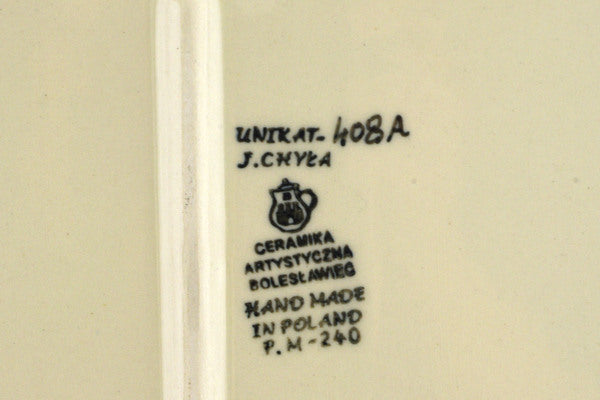 UNIKAT- 408A
J.CHYŁA
CERAMIKA
ARTYSTYCZNA
BOLESŁAWIEC
HAND MADE
IN POLAND
P.M-240